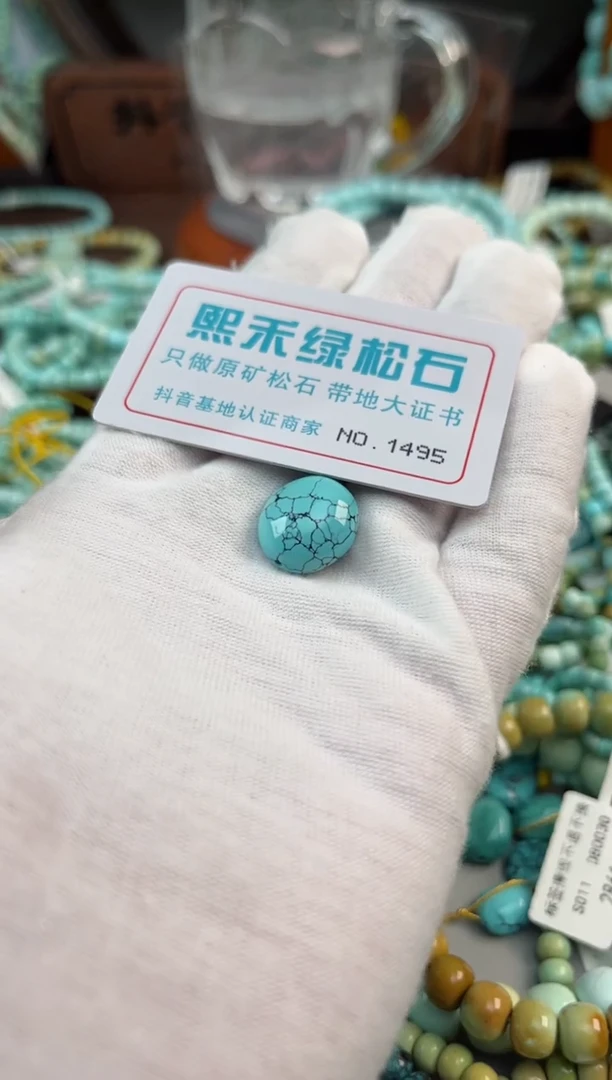 熙禾绿松石
只做原矿松石 带地大证书
抖音基地认证商家 NO.1495
S011